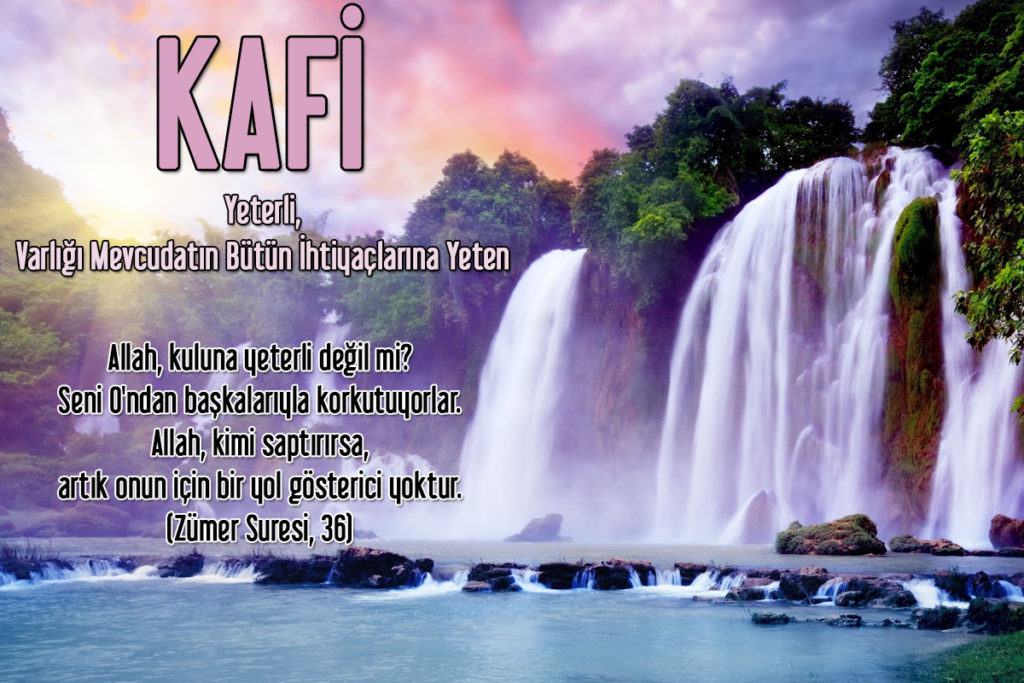 KAFİ
Yeterli,
Varlığı Mevcudatın Bütün İhtiyaçlarına Yeten
Allah, kuluna yeterli değil mi?
Seni O'ndan başkalarıyla korkutuyorlar.
Allah, kimi saptırırsa,
artık onun için bir yol gösterici yoktur.
(Zümer Suresi, 36)